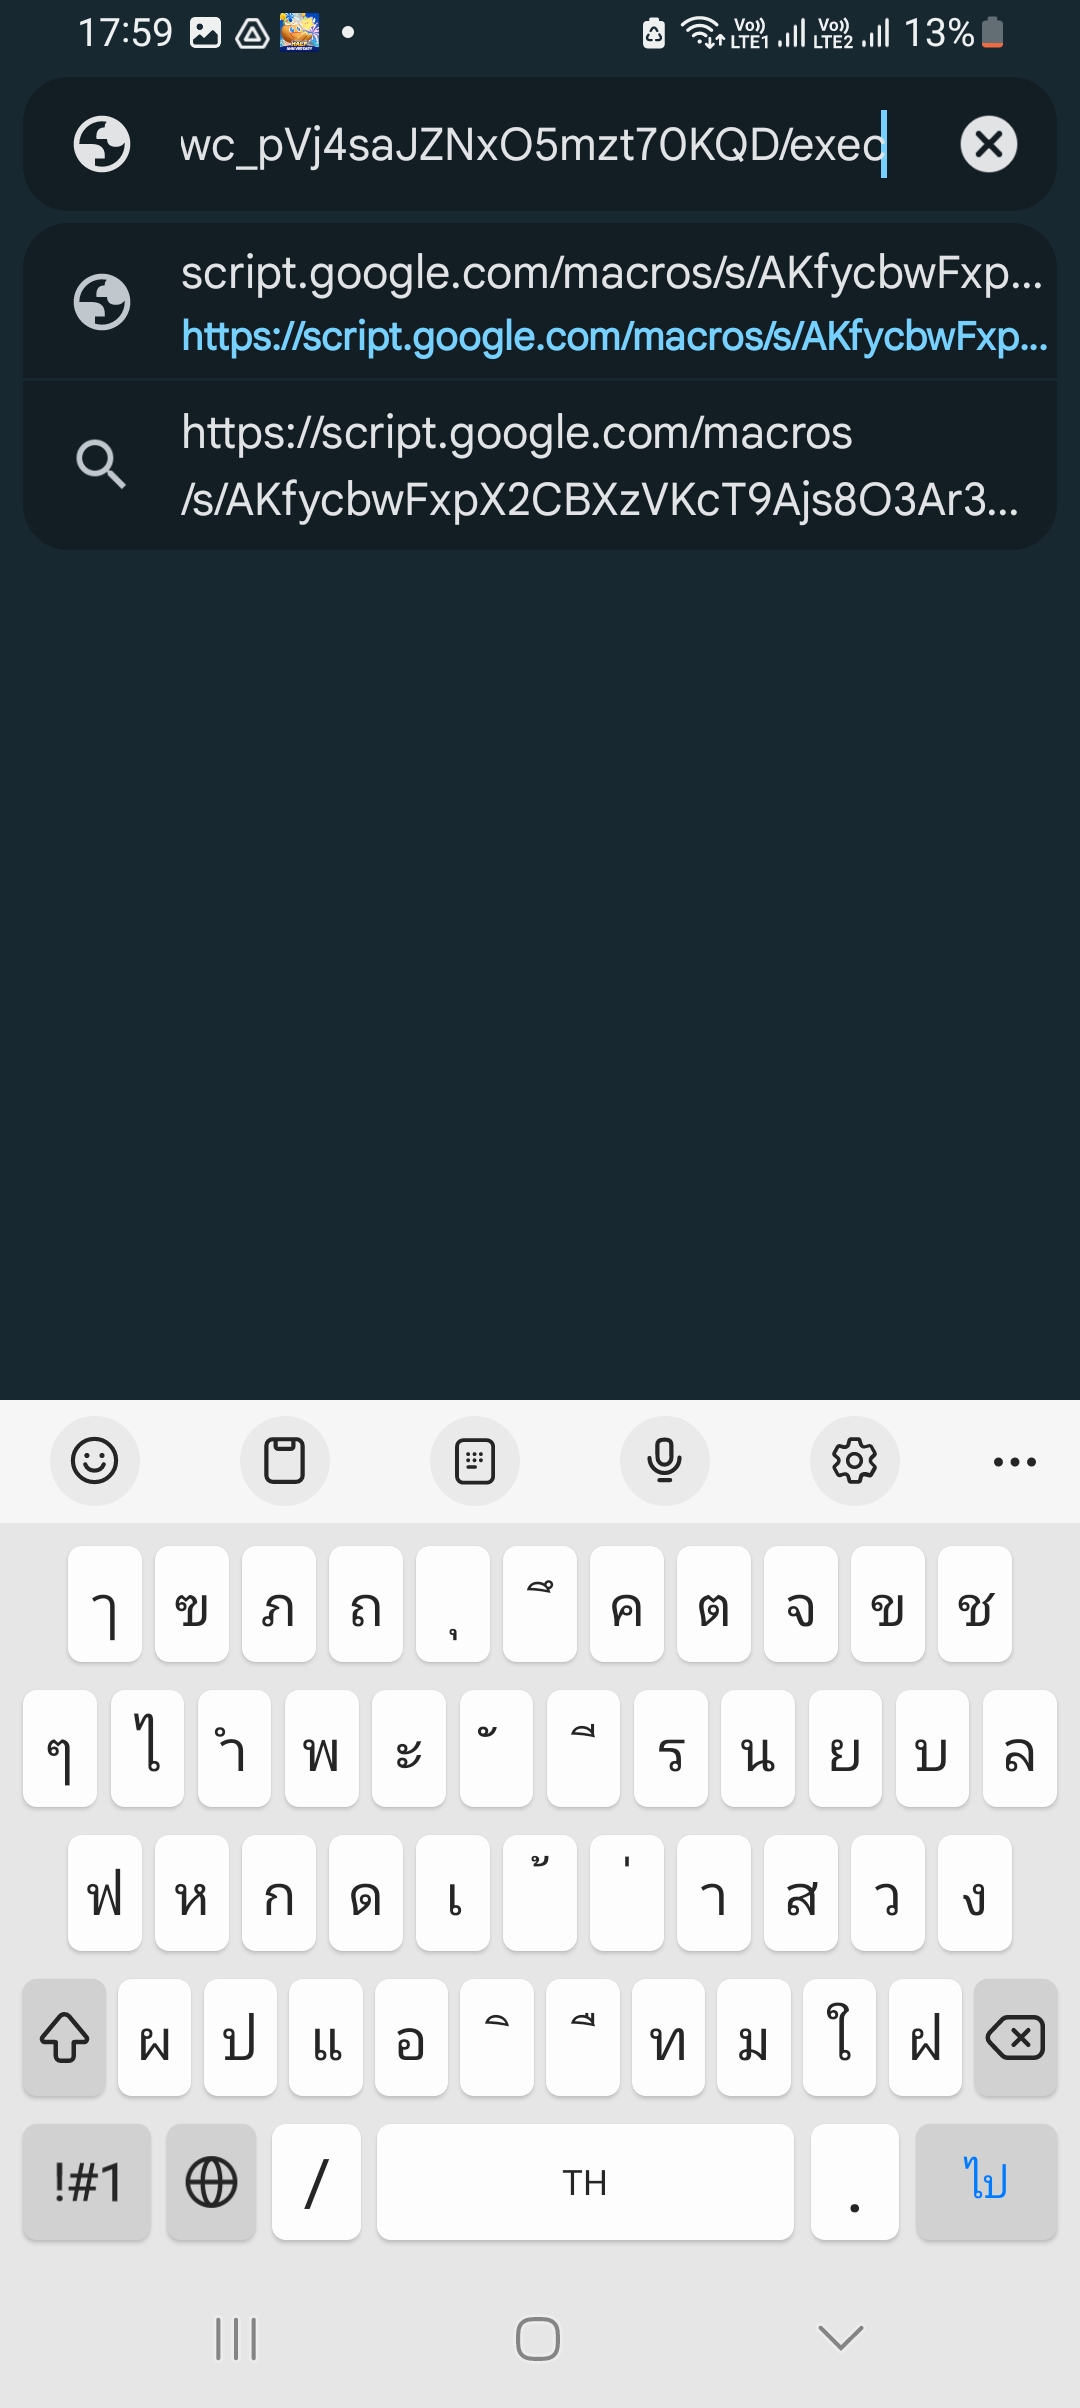 17:59
Vo)) LTE1 Vo)) LTE2 13%
wc_pVj4saJZNxO5mzt70KQD/exec
script.google.com/macros/s/AKfycbwFxp...
https://script.google.com/macros/s/AKfycbwFxp...
https://script.google.com/macros
/s/AKfycbwFxpX2CBXzVKcT9Ajs8O3Ar3...
ๅ ฃ ภ ถ ุ ึ ค ต จ ข ช
ๆ ไ ำ พ ะ ั ี ร น ย บ ล
ฟ ห ก ด เ ้ ่ า ส ว ง
ผ ป แ อ ิ ื ท ม ใ ฝ
!#1 / TH . ไป